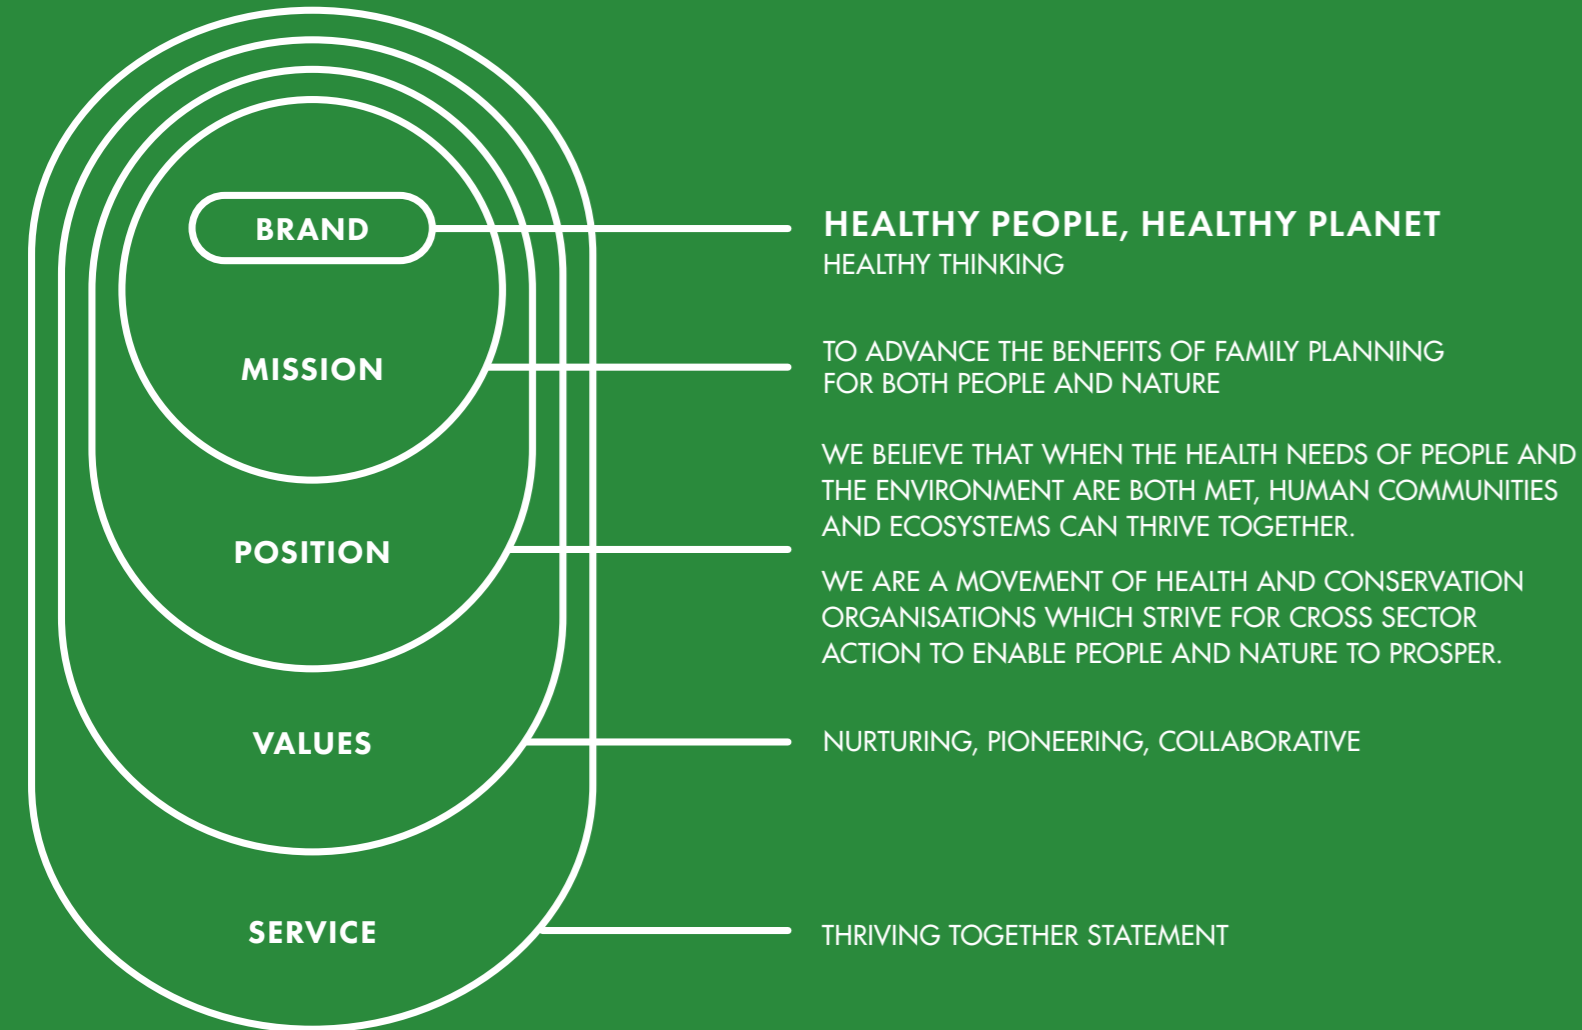 BRAND
HEALTHY PEOPLE, HEALTHY PLANET
HEALTHY THINKING
MISSION
TO ADVANCE THE BENEFITS OF FAMILY PLANNING
FOR BOTH PEOPLE AND NATURE
POSITION
WE BELIEVE THAT WHEN THE HEALTH NEEDS OF PEOPLE AND
THE ENVIRONMENT ARE BOTH MET, HUMAN COMMUNITIES
AND ECOSYSTEMS CAN THRIVE TOGETHER.
WE ARE A MOVEMENT OF HEALTH AND CONSERVATION
ORGANISATIONS WHICH STRIVE FOR CROSS SECTOR
ACTION TO ENABLE PEOPLE AND NATURE TO PROSPER.
VALUES
NURTURING, PIONEERING, COLLABORATIVE
SERVICE
THRIVING TOGETHER STATEMENT